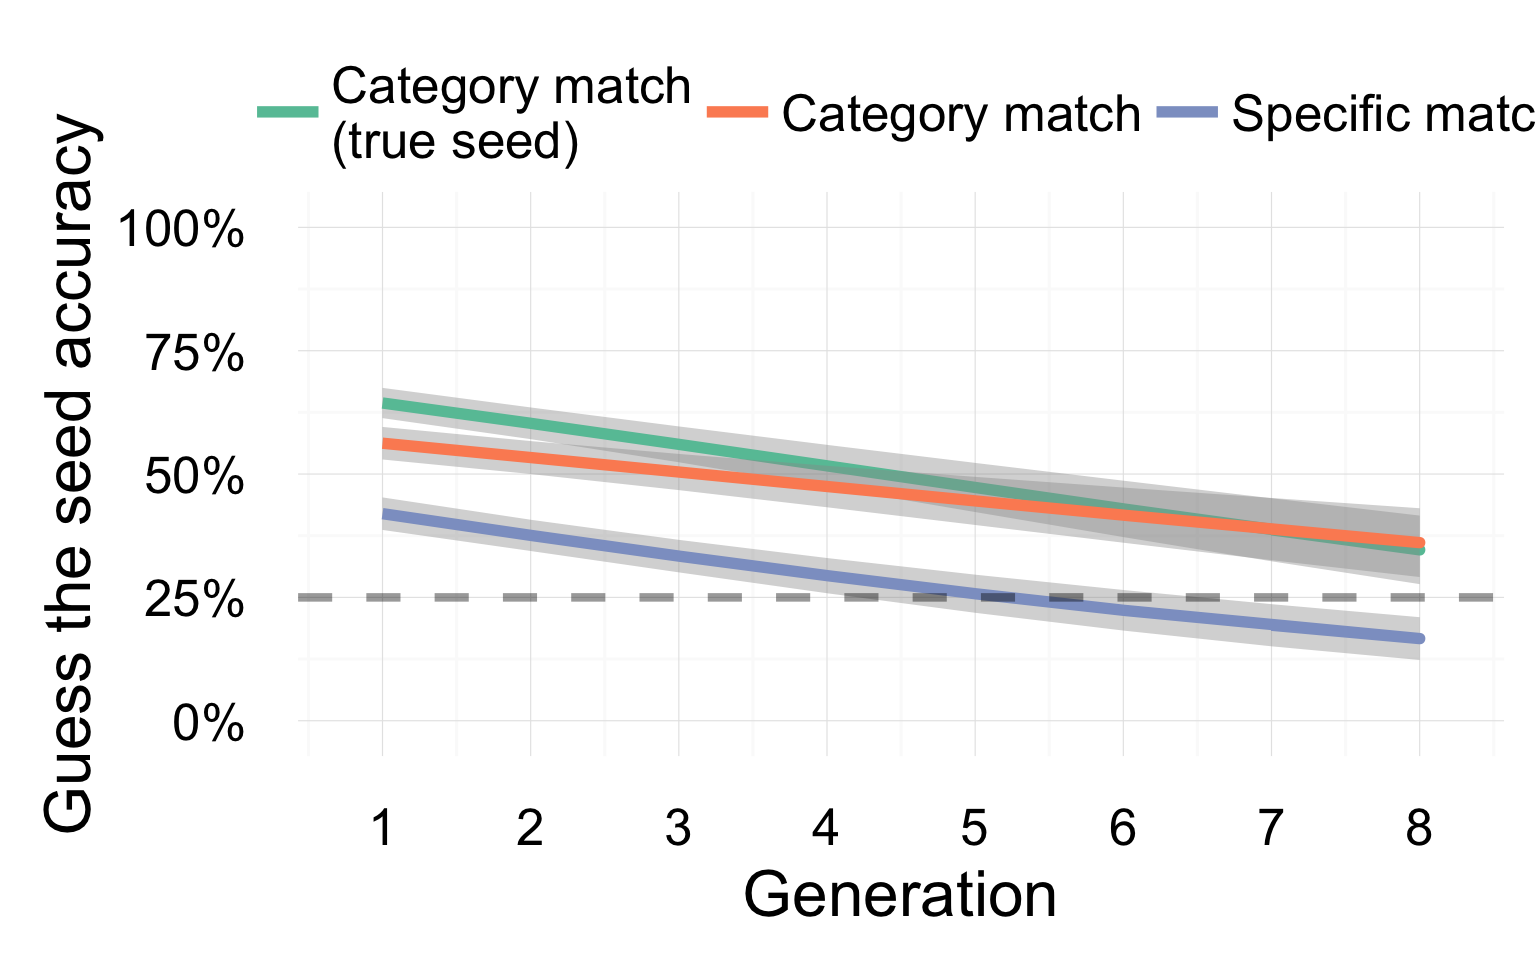 Category match
(true seed)
Category match
Specific matc
Guess the seed accuracy
100%
75%
50%
25%
0%
1 2 3 4 5 6 7 8
Generation